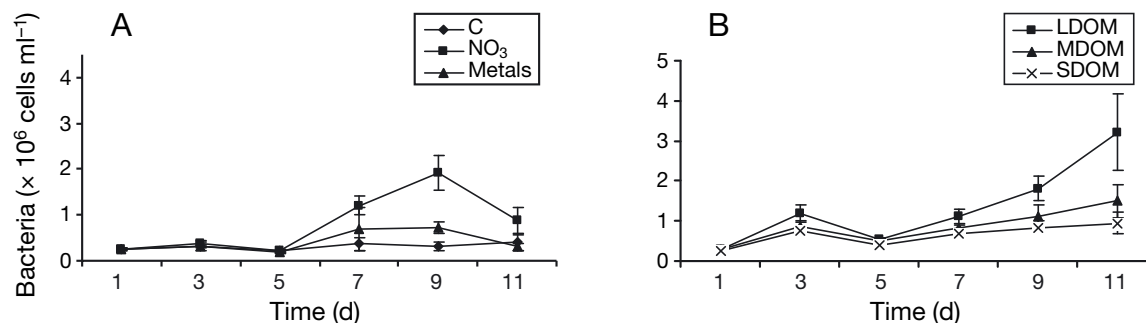 A
C
NO₃
Metals
Bacteria (× 10⁶ cells ml⁻¹)
4
3
2
1
0
1 3 5 7 9 11
Time (d)
B
LDOM
MDOM
SDOM
5
4
3
2
1
0
1 3 5 7 9 11
Time (d)